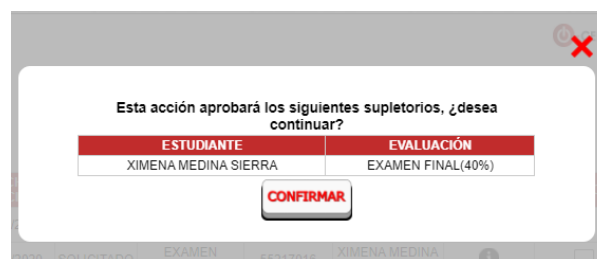 Esta acción aprobará los siguientes supletorios, ¿desea
continuar?
ESTUDIANTE EVALUACIÓN
XIMENA MEDINA SIERRA EXAMEN FINAL(40%)
CONFIRMAR
EXAMEN XIMENA MEDINA
SOLICITADO